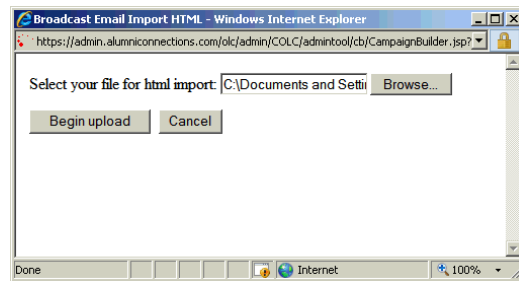 Broadcast Email Import HTML - Windows Internet Explorer
https://admin.alumniconnections.com/olc/admin/COLC/admintool/cb/CampaignBuilder.jsp?
Select your file for html import: C:\Documents and Settin Browse...
Begin upload Cancel
Done Internet 100%